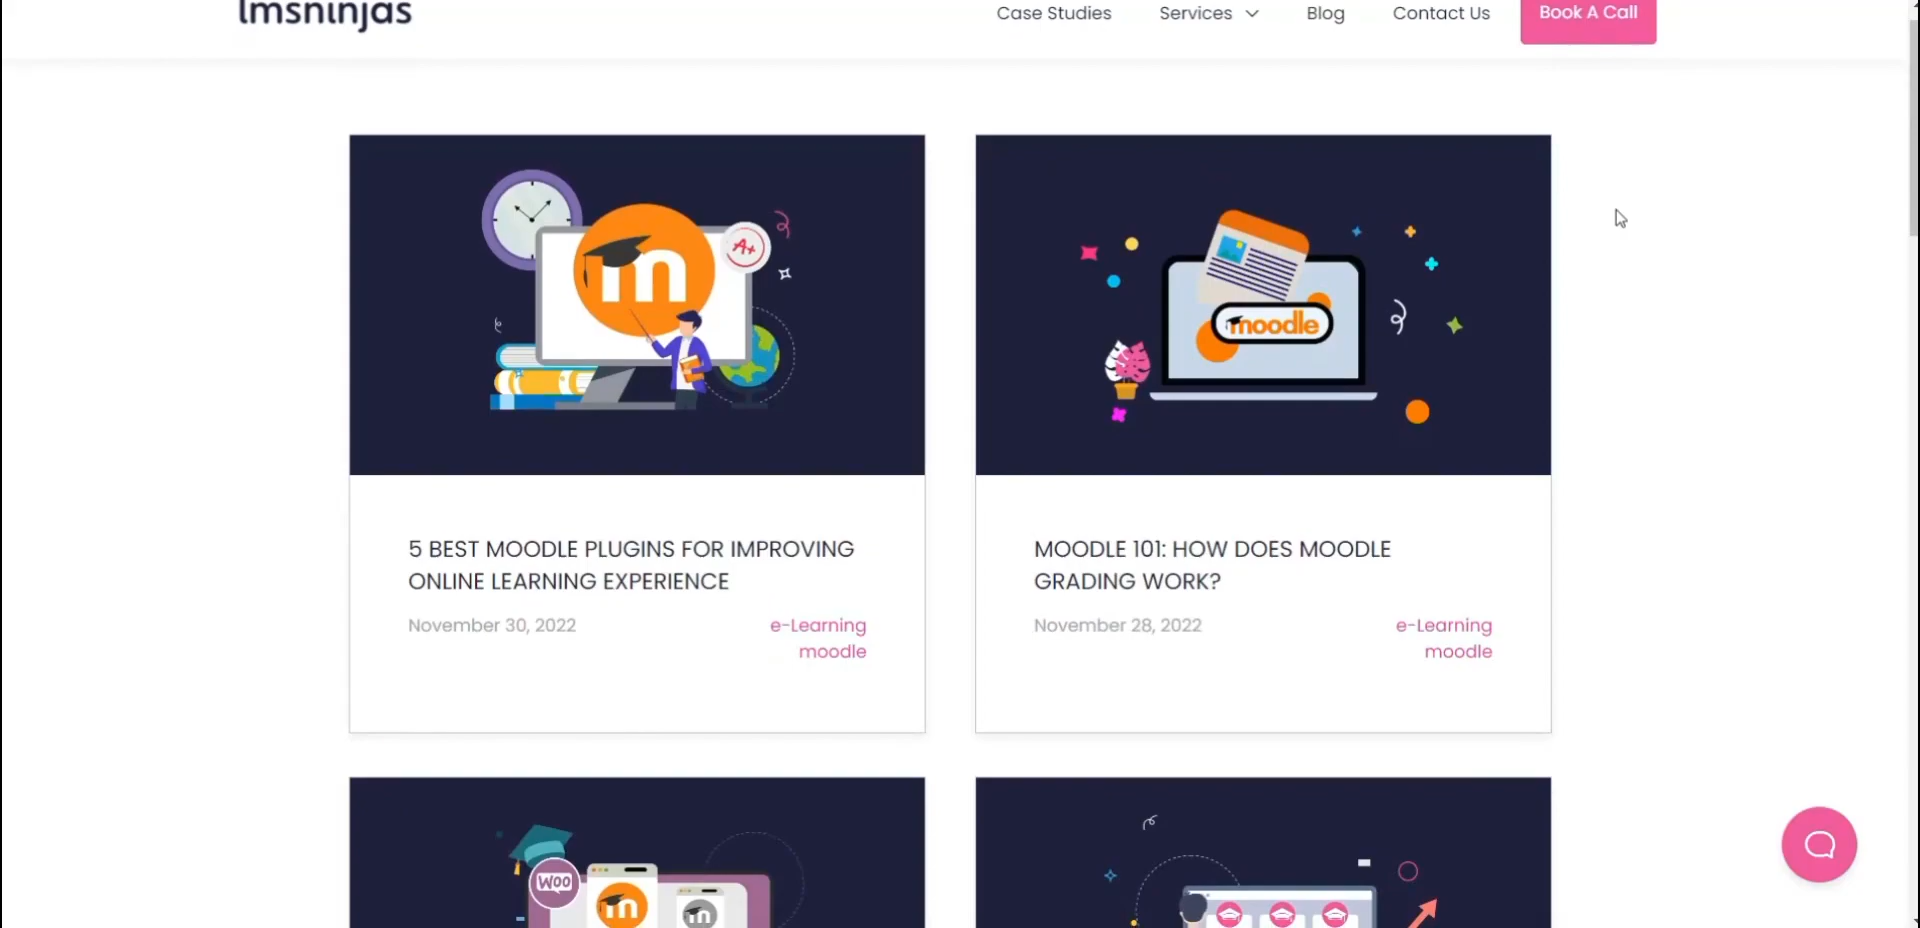 lmsninjas
Case Studies Services Blog Contact Us Book A Call
A+
m
moodle
5 BEST MOODLE PLUGINS FOR IMPROVING
ONLINE LEARNING EXPERIENCE
November 30, 2022
e-Learning
moodle
MOODLE 101: HOW DOES MOODLE
GRADING WORK?
November 28, 2022
e-Learning
moodle
WOO
m
m